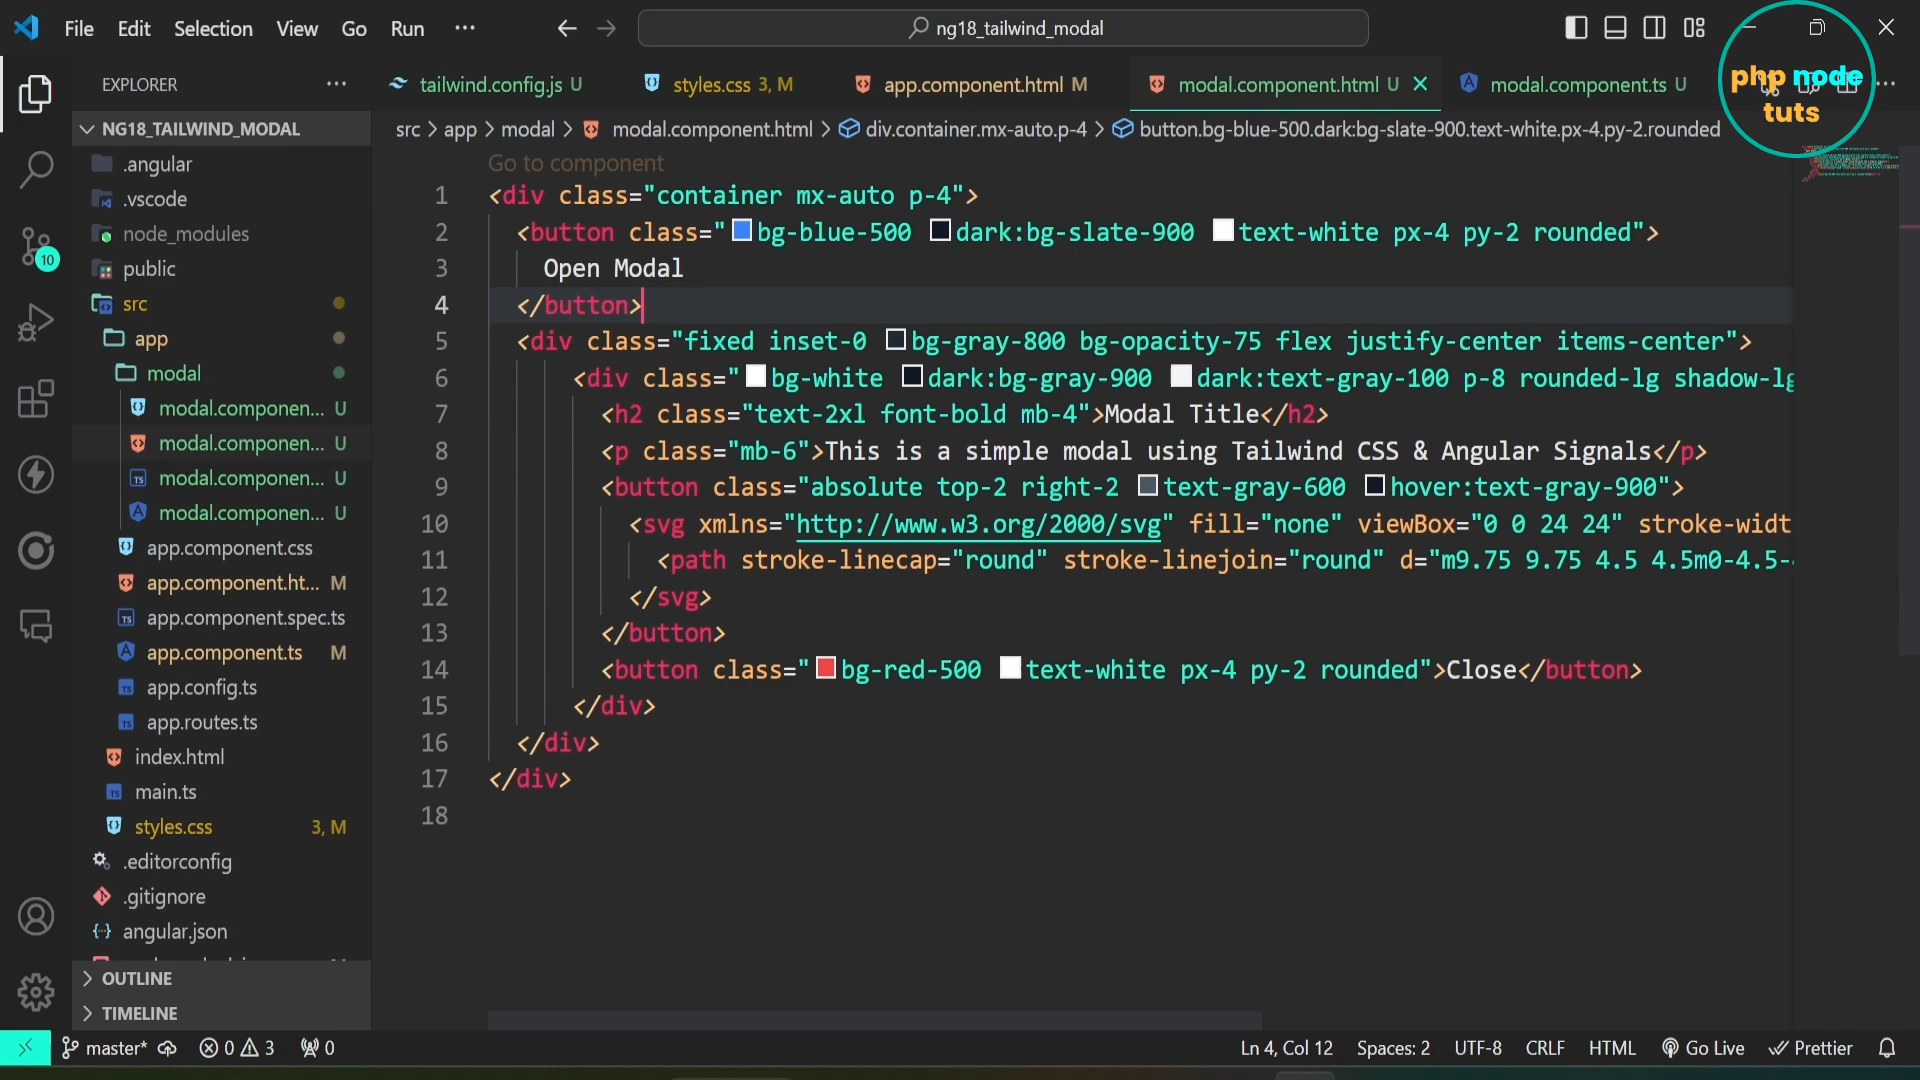 File Edit Selection View Go Run ···
ng18_tailwind_modal
php node
tuts
EXPLORER ···
tailwind.config.js U
styles.css 3, M
app.component.html M
modal.component.html U
modal.component.ts U
NG18_TAILWIND_MODAL
src > app > modal > modal.component.html > div.container.mx-auto.p-4 > button.bg-blue-500.dark:bg-slate-900.text-white.px-4.py-2.rounded
.angular
.vscode
node_modules
public
src
app
modal
modal.componen... U
modal.componen... U
modal.componen... U
modal.componen... U
app.component.css
app.component.ht... M
app.component.spec.ts
app.component.ts M
app.config.ts
app.routes.ts
index.html
main.ts
styles.css 3, M
.editorconfig
.gitignore
angular.json
OUTLINE
TIMELINE
10
Go to component
1 <div class="container mx-auto p-4">
2 <button class="bg-blue-500 dark:bg-slate-900 text-white px-4 py-2 rounded">
3 Open Modal
4 </button>
5 <div class="fixed inset-0 bg-gray-800 bg-opacity-75 flex justify-center items-center">
6 <div class="bg-white dark:bg-gray-900 dark:text-gray-100 p-8 rounded-lg shadow-lg
7 <h2 class="text-2xl font-bold mb-4">Modal Title</h2>
8 <p class="mb-6">This is a simple modal using Tailwind CSS & Angular Signals</p>
9 <button class="absolute top-2 right-2 text-gray-600 hover:text-gray-900">
10 <svg xmlns="http://www.w3.org/2000/svg" fill="none" viewBox="0 0 24 24" stroke-widt
11 <path stroke-linecap="round" stroke-linejoin="round" d="m9.75 9.75 4.5 4.5m0-4.5-
12 </svg>
13 </button>
14 <button class="bg-red-500 text-white px-4 py-2 rounded">Close</button>
15 </div>
16 </div>
17 </div>
18
master* 0 3 0
Ln 4, Col 12 Spaces: 2 UTF-8 CRLF HTML Go Live Prettier